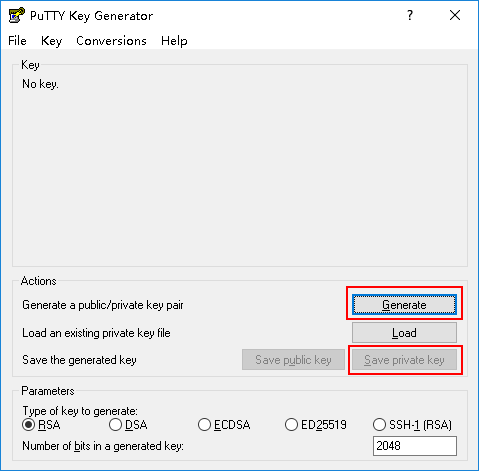 PuTTY Key Generator
File Key Conversions Help
Key
No key.
Actions
Generate a public/private key pair Generate
Load an existing private key file Load
Save the generated key Save public key Save private key
Parameters
Type of key to generate:
RSA DSA ECDSA ED25519 SSH-1 (RSA)
Number of bits in a generated key: 2048